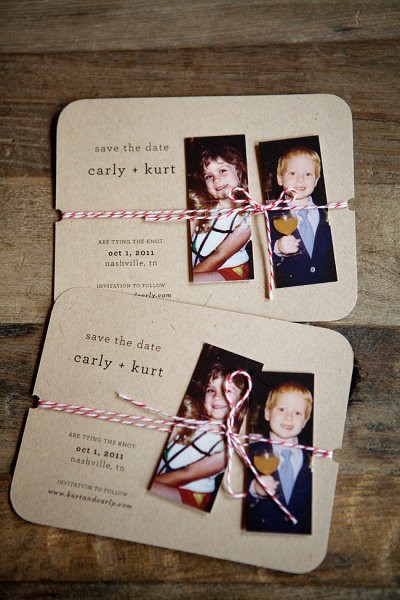 save the date
carly + kurt
ARE TYING THE KNOT.
oct 1, 2011
nashville, tn
INVITATION TO FOLLOW
save the date
carly + kurt
ARE TYING THE KNOT.
oct 1, 2011
nashville, tn
INVITATION TO FOLLOW
www.kurtandcarly.com